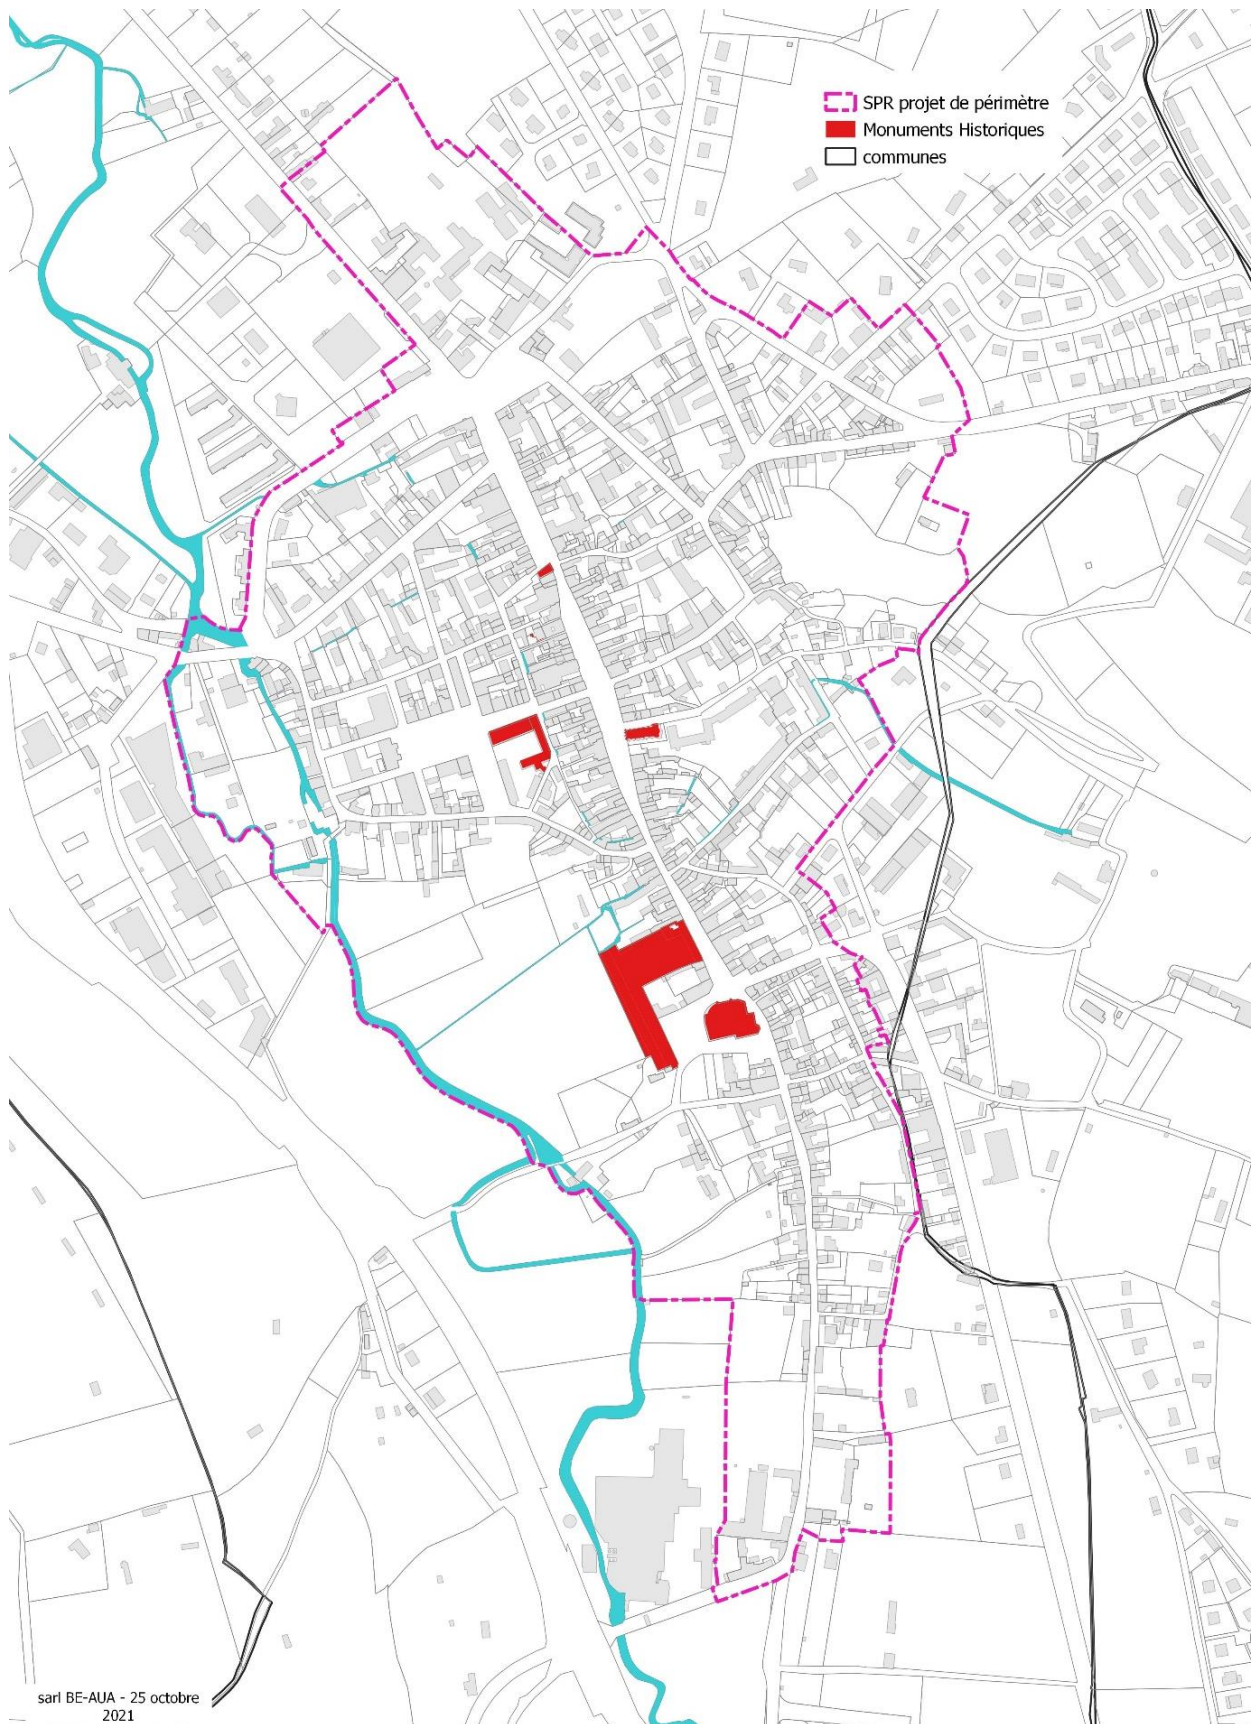 SPR projet de périmètre
Monuments Historiques
communes
sarl BE-AUA - 25 octobre
2021